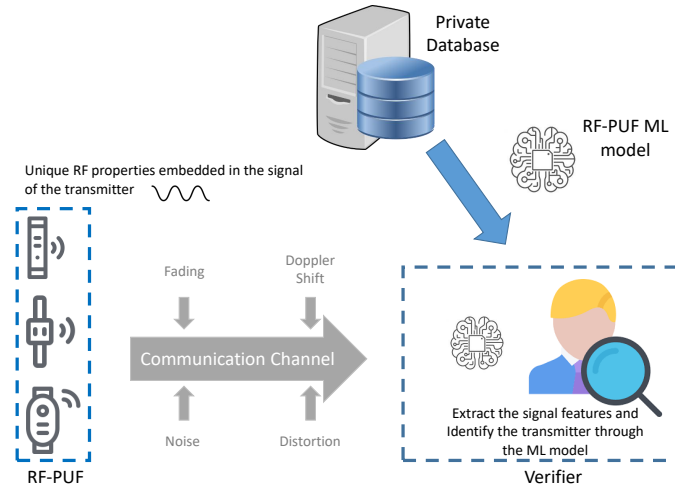 Private
Database
RF-PUF ML
model
Unique RF properties embedded in the signal
of the transmitter
Fading
Doppler
Shift
Communication Channel
Noise
Distortion
Extract the signal features and
Identify the transmitter through
the ML model
RF-PUF
Verifier